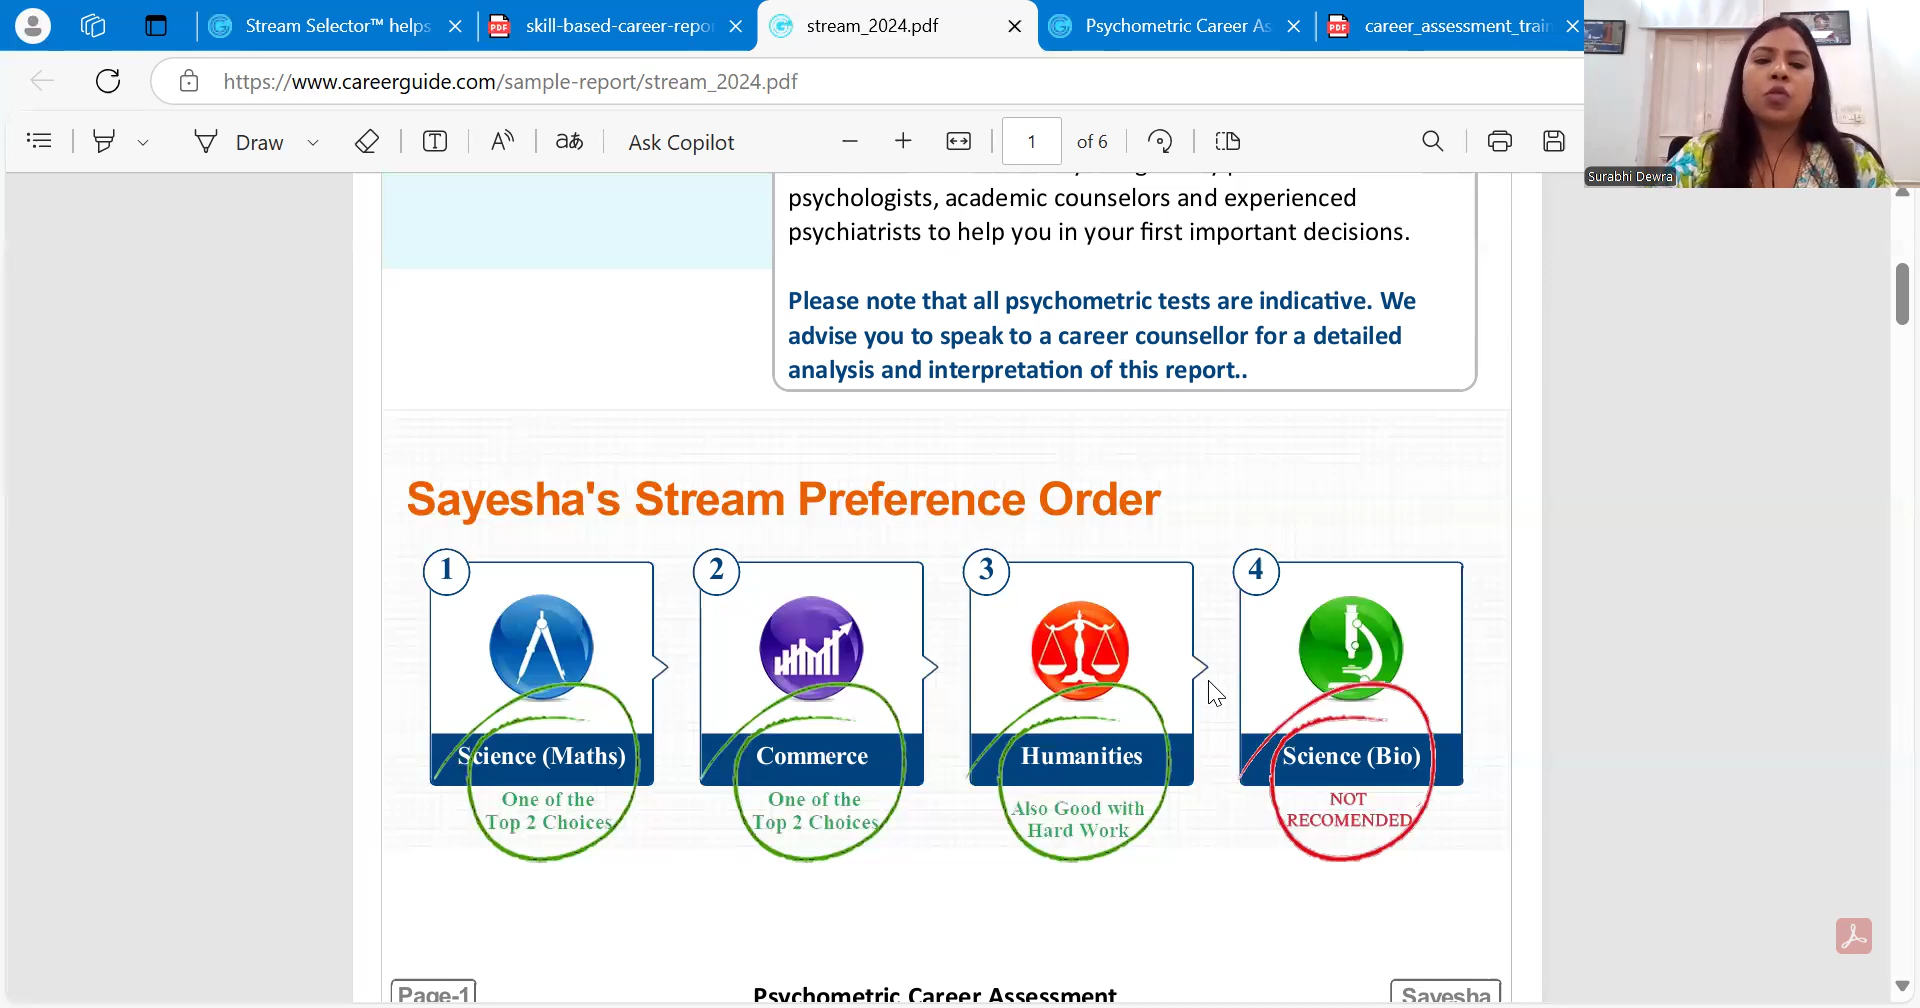 Stream Selector™ helps
skill-based-career-repo
stream_2024.pdf
Psychometric Career As
career_assessment_train
https://www.careerguide.com/sample-report/stream_2024.pdf
Draw
Ask Copilot
1
of 6
Surabhi Dewra
psychologists, academic counselors and experienced
psychiatrists to help you in your first important decisions.
Please note that all psychometric tests are indicative. We
advise you to speak to a career counsellor for a detailed
analysis and interpretation of this report..
Sayesha's Stream Preference Order
1
2
3
4
Science (Maths)
Commerce
Humanities
Science (Bio)
One of the
Top 2 Choices
One of the
Top 2 Choices
Also Good with
Hard Work
NOT
RECOMENDED
Page-1
Psychometric Career Assessment
Sayesha